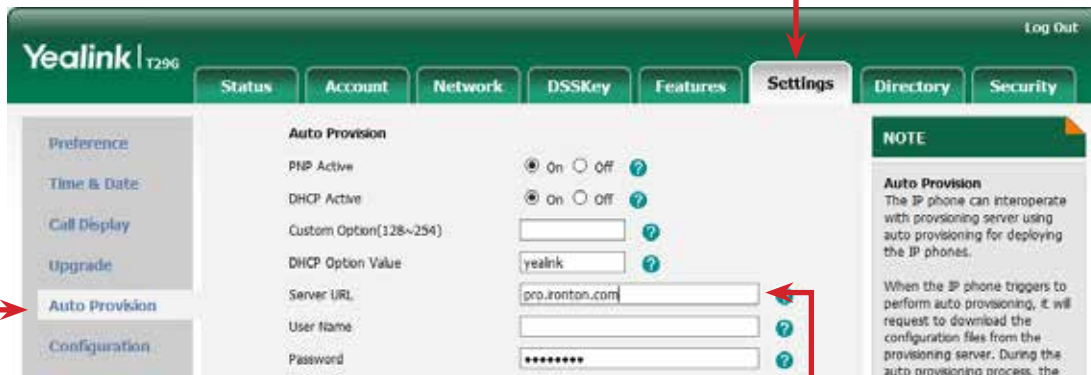 Log Out
Yealink | T29G
Status Account Network DSSKey Features Settings Directory Security
Preference
Time & Date
Call Display
Upgrade
Auto Provision
Configuration
Auto Provision
PNP Active On Off ?
DHCP Active On Off ?
Custom Option(128~254) ?
DHCP Option Value yealink ?
Server URL pro.ironton.com
User Name ?
Password •••••••• ?
NOTE
Auto Provision
The IP phone can interoperate
with provisioning server using
auto provisioning for deploying
the IP phones.
When the IP phone triggers to
perform auto provisioning, it will
request to download the
configuration files from the
provisioning server. During the
auto provisioning process, the